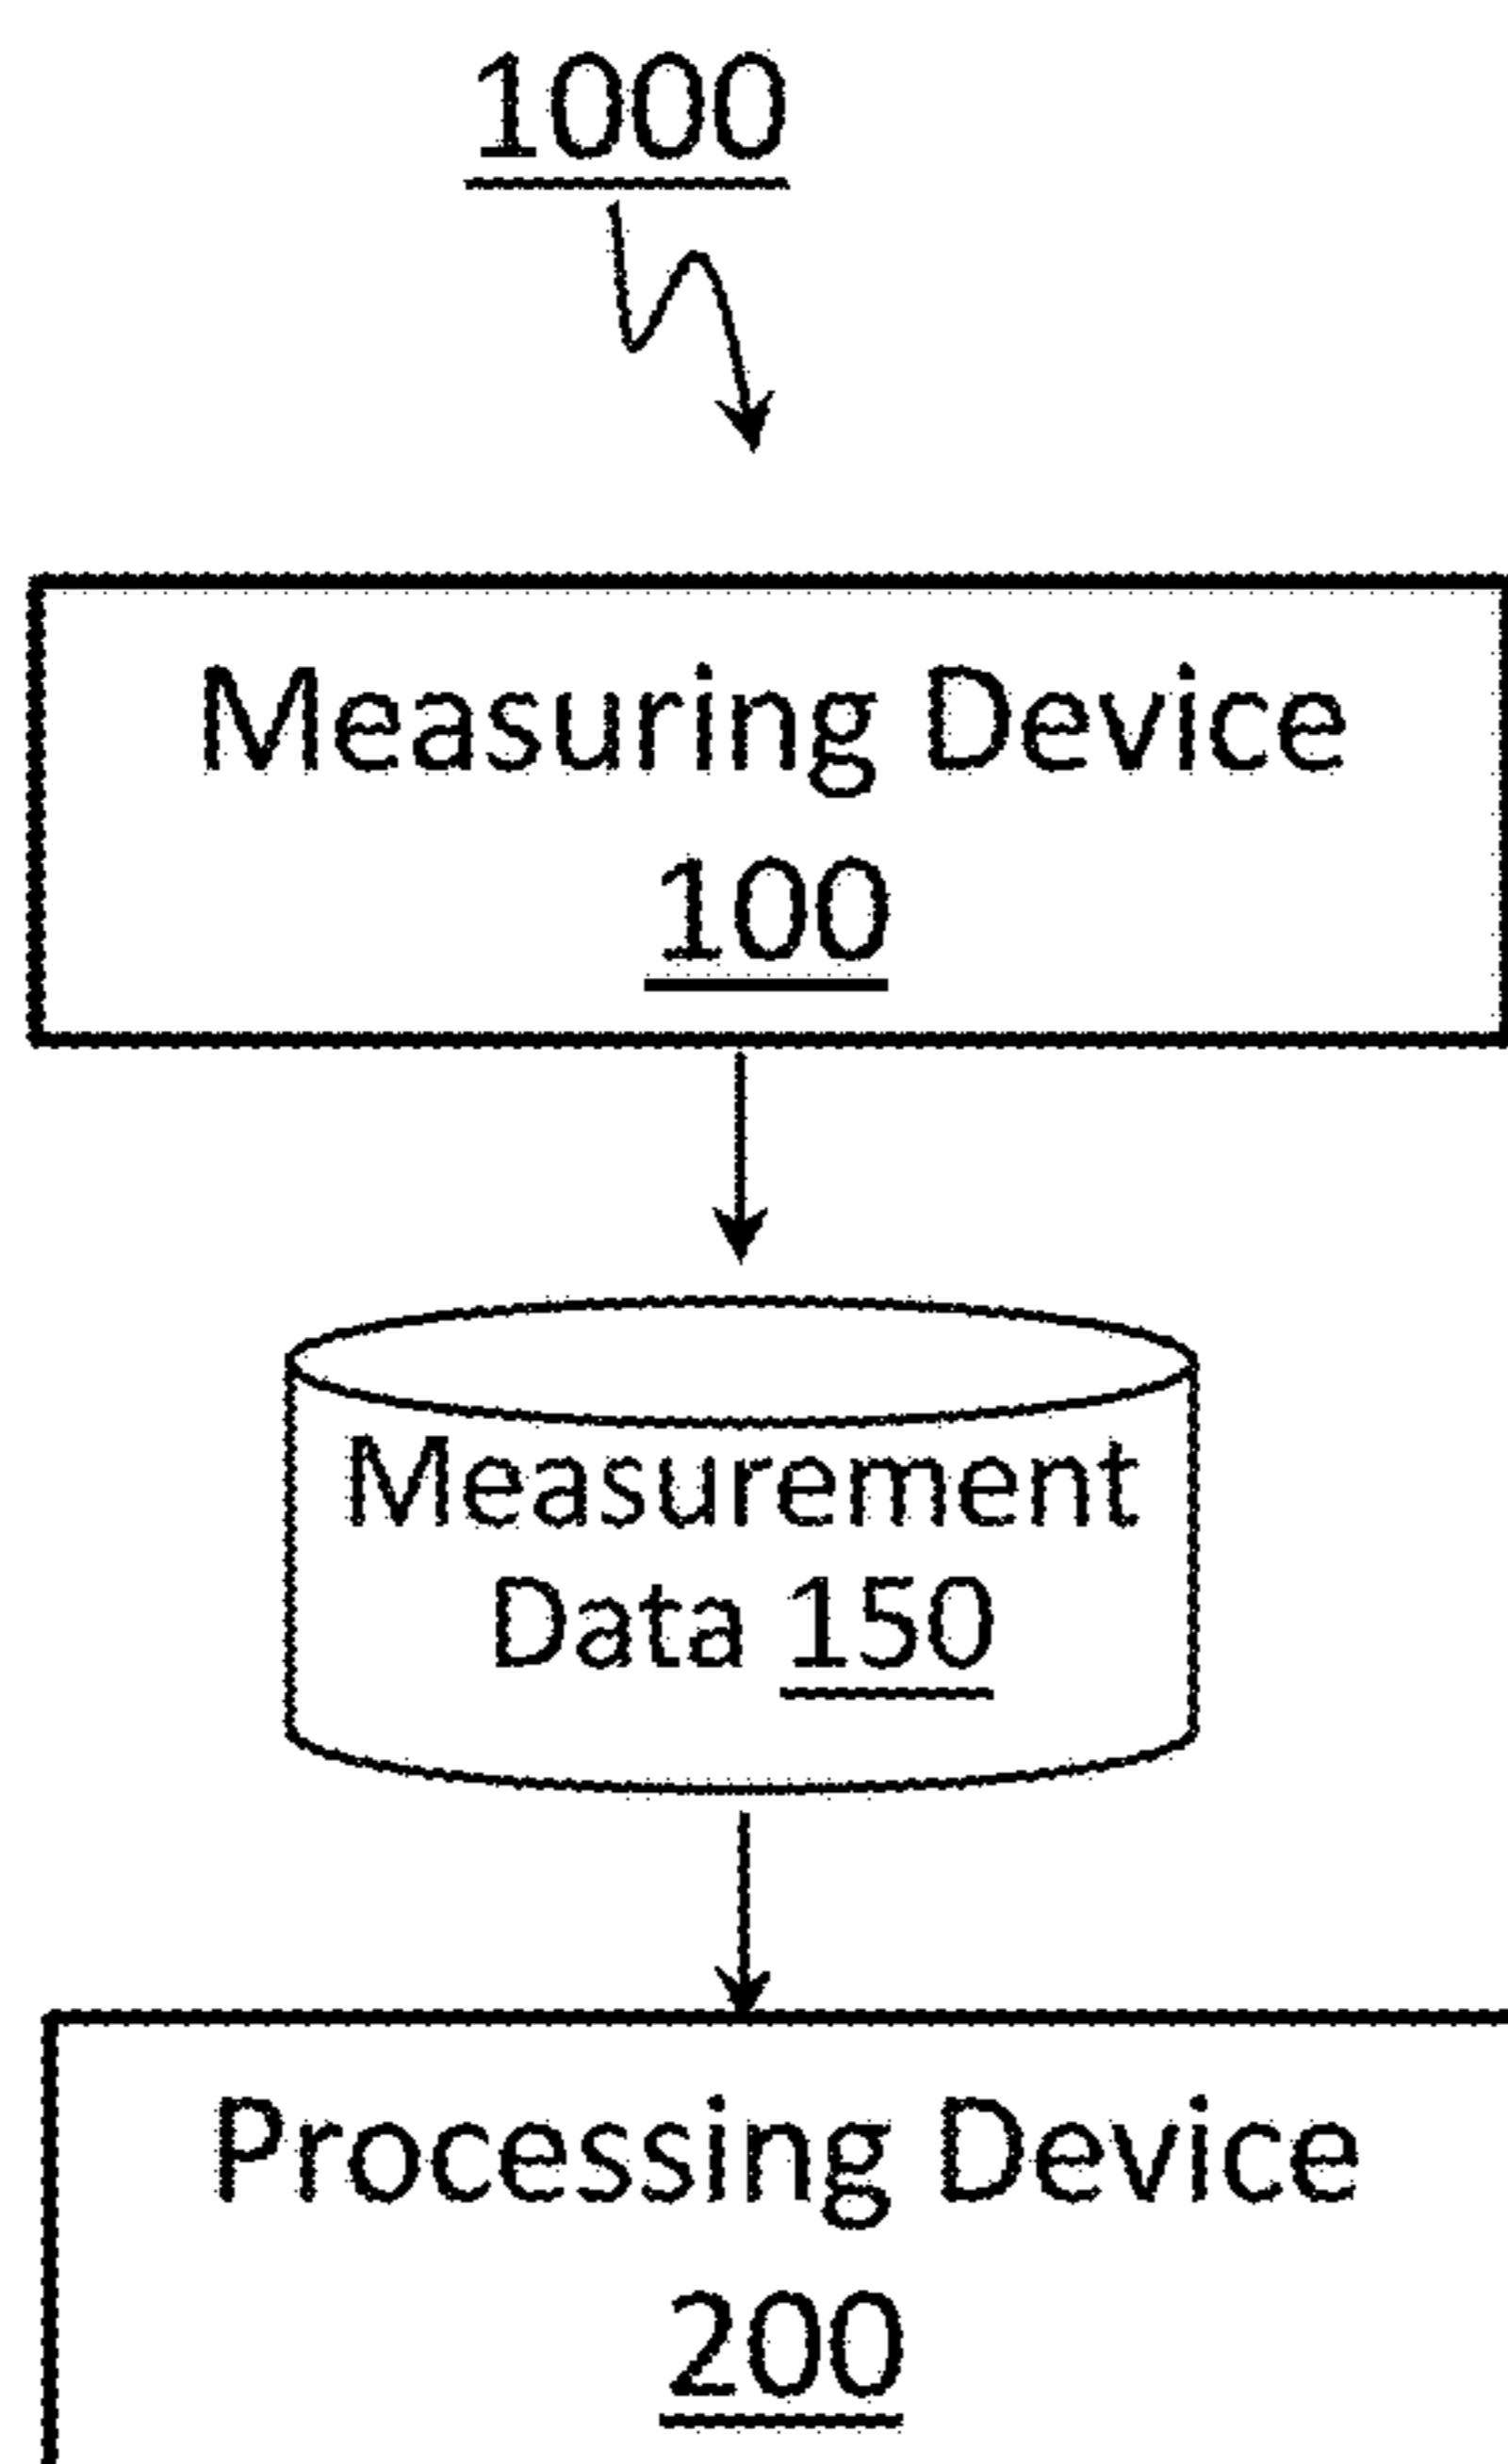 1000
Measuring Device
100
Measurement
Data 150
Processing Device
200